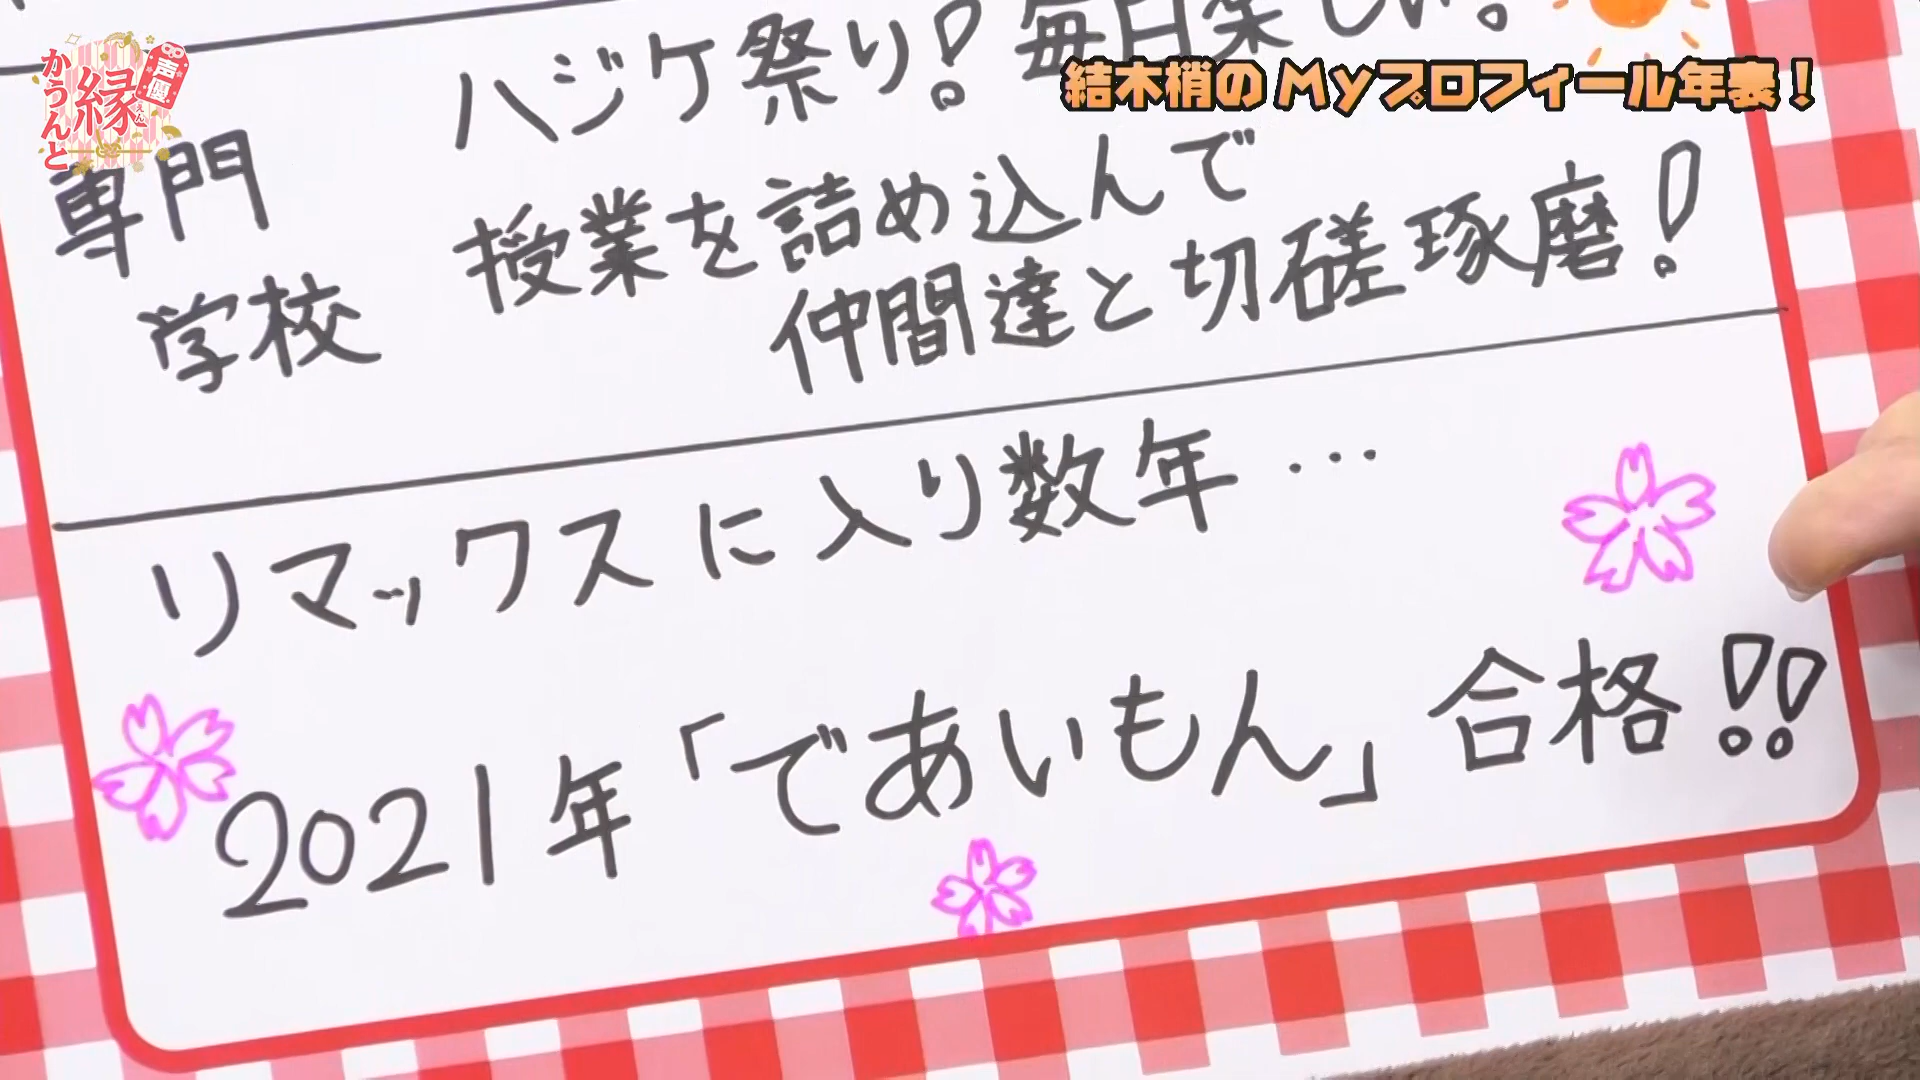 声優
縁
えん
かうんと
結木梢のMyプロフィール年表！
ハジケ祭り！毎日楽しい。
専門
学校
授業を詰め込んで
仲間達と切磋琢磨！
リマックスに入り数年…
2021年「であいもん」合格!!